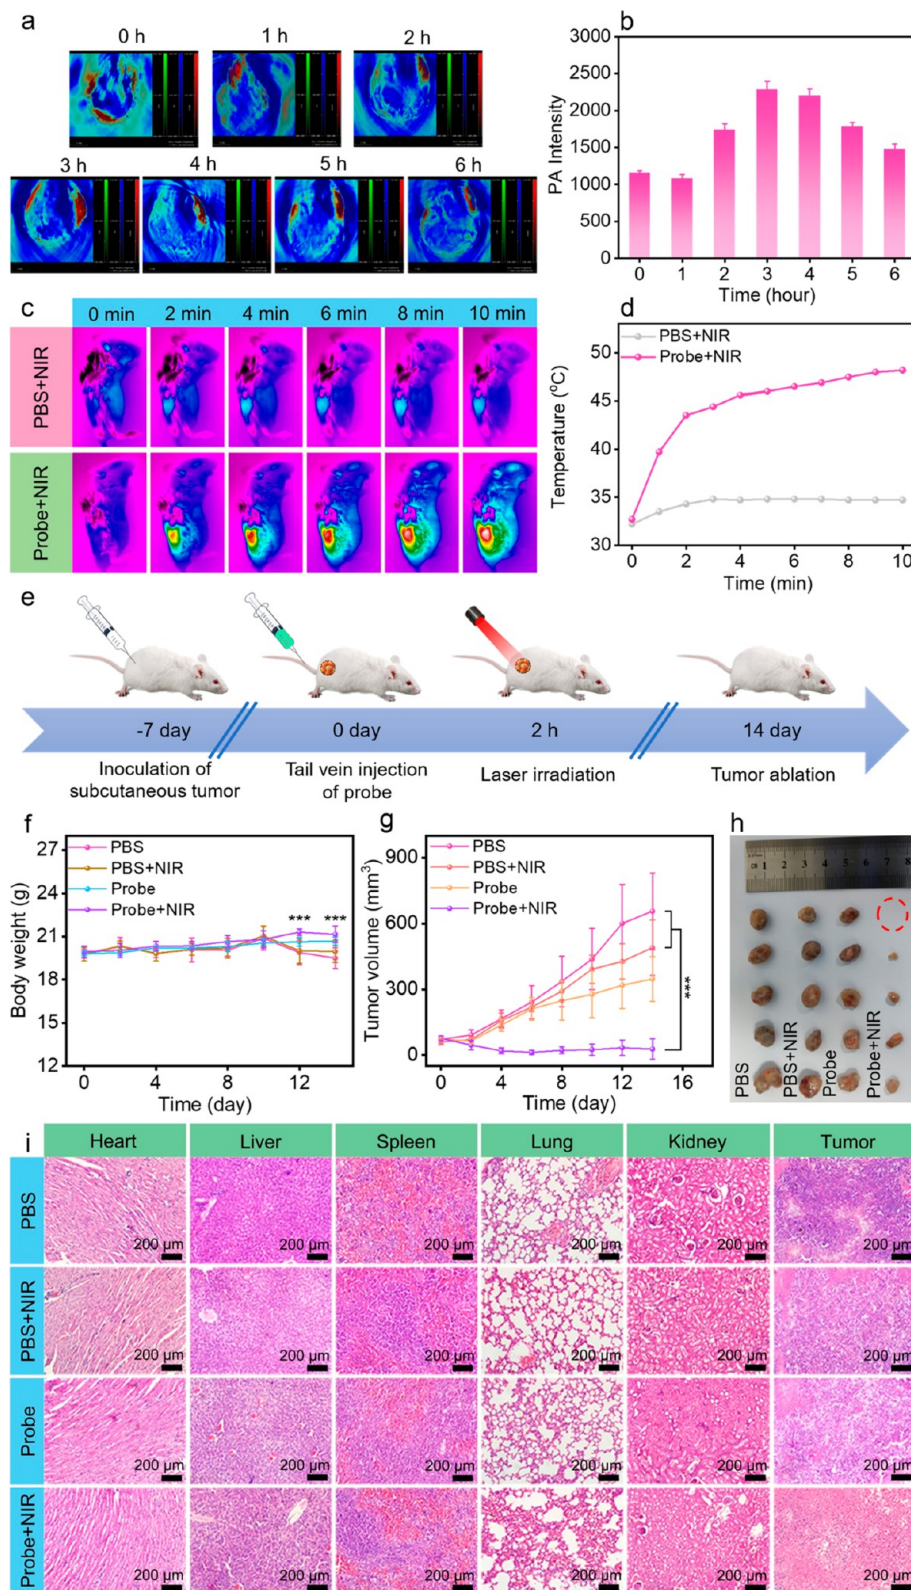 a
0 h
1 h
2 h
3 h
4 h
5 h
6 h
b
PA Intensity
3000
2500
2000
1500
1000
500
0
0 1 2 3 4 5 6
Time (hour)
c
0 min 2 min 4 min 6 min 8 min 10 min
PBS+NIR
Probe+NIR
d
PBS+NIR
Probe+NIR
Temperature (°C)
50
45
40
35
30
0 2 4 6 8 10
Time (min)
e
-7 day 0 day 2 h 14 day
Inoculation of
subcutaneous tumor
Tail vein injection
of probe
Laser irradiation
Tumor ablation
f
PBS
PBS+NIR
Probe
Probe+NIR
*** ***
Body weight (g)
27
24
21
18
15
12
0 4 8 12
Time (day)
g
PBS
PBS+NIR
Probe
Probe+NIR
***
Tumor volume (mm³)
900
600
300
0
0 4 8 12 16
Time (day)
h
1 2 3 4 5 6 7 8
PBS
PBS+NIR
Probe
Probe+NIR
i
Heart Liver Spleen Lung Kidney Tumor
PBS
200 µm 200 µm 200 µm 200 µm 200 µm 200 µm
PBS+NIR
200 µm 200 µm 200 µm 200 µm 200 µm 200 µm
Probe
200 µm 200 µm 200 µm 200 µm 200 µm 200 µm
Probe+NIR
200 µm 200 µm 200 µm 200 µm 200 µm 200 µm